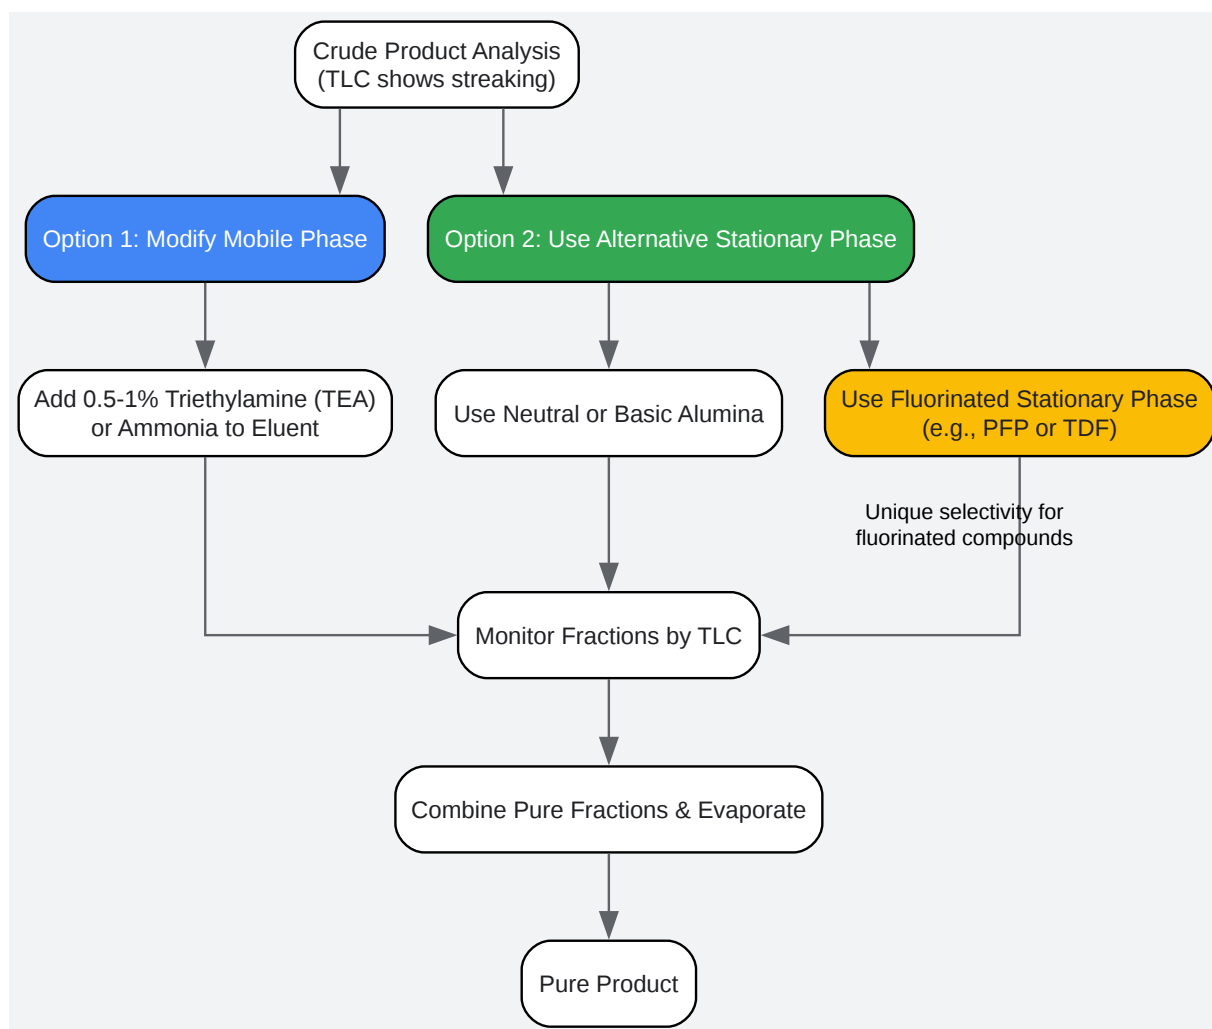 Crude Product Analysis
(TLC shows streaking)
Option 1: Modify Mobile Phase
Option 2: Use Alternative Stationary Phase
Add 0.5-1% Triethylamine (TEA)
or Ammonia to Eluent
Use Neutral or Basic Alumina
Use Fluorinated Stationary Phase
(e.g., PFP or TDF)
Unique selectivity for
fluorinated compounds
Monitor Fractions by TLC
Combine Pure Fractions & Evaporate
Pure Product